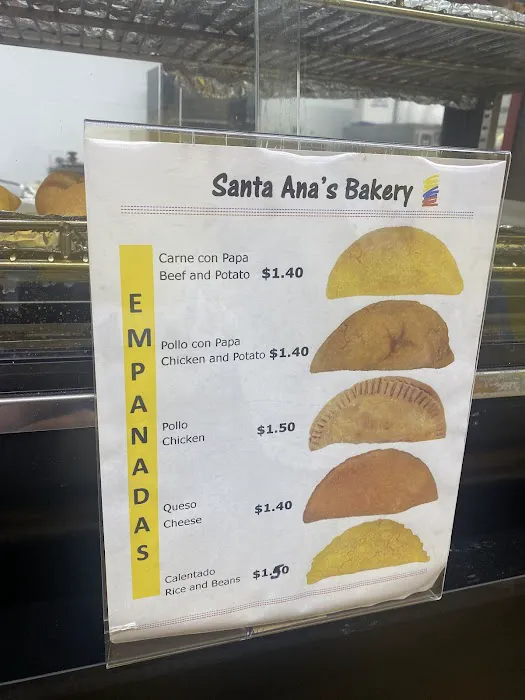 Santa Ana's Bakery
EMPANADAS
Carne con Papa
Beef and Potato $1.40
Pollo con Papa
Chicken and Potato $1.40
Pollo
Chicken
$1.50
Queso
Cheese
$1.40
Calentado
Rice and Beans $1.50